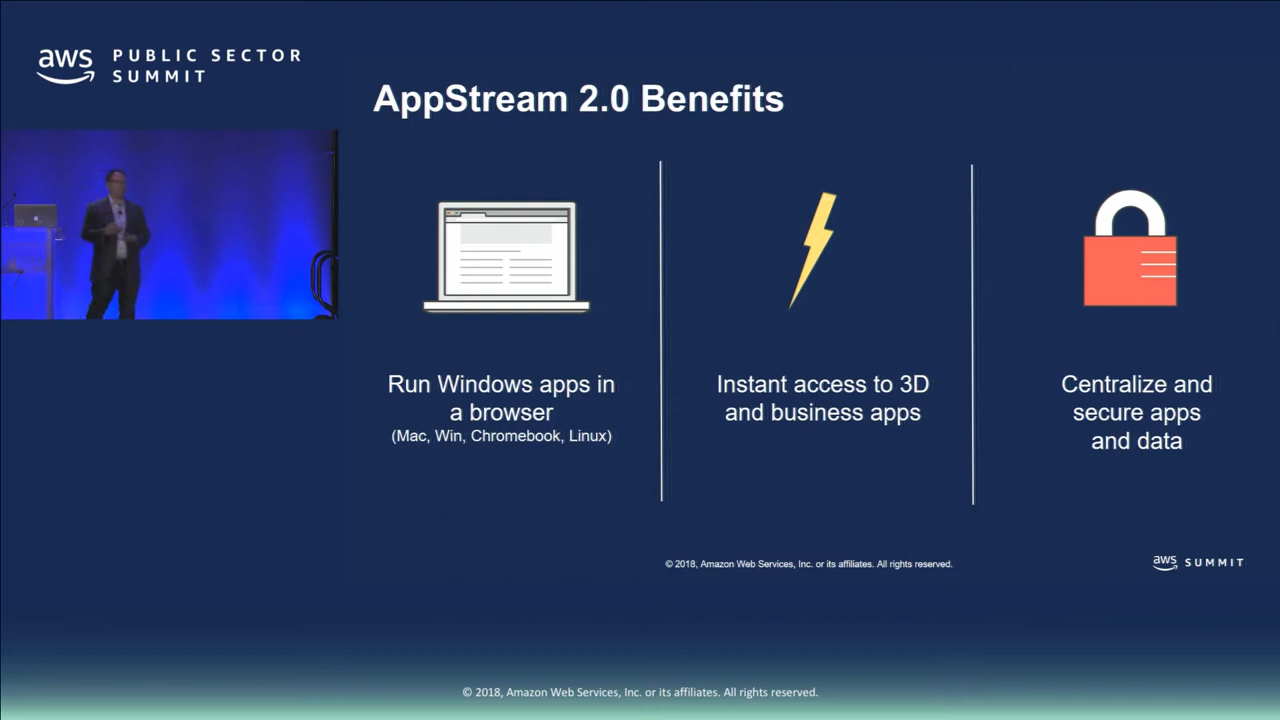 aws
PUBLIC SECTOR
SUMMIT
AppStream 2.0 Benefits
Run Windows apps in
a browser
(Mac, Win, Chromebook, Linux)
Instant access to 3D
and business apps
Centralize and
secure apps
and data
© 2018, Amazon Web Services, Inc. or its affiliates. All rights reserved.
aws SUMMIT
© 2018, Amazon Web Services, Inc. or its affiliates. All rights reserved.